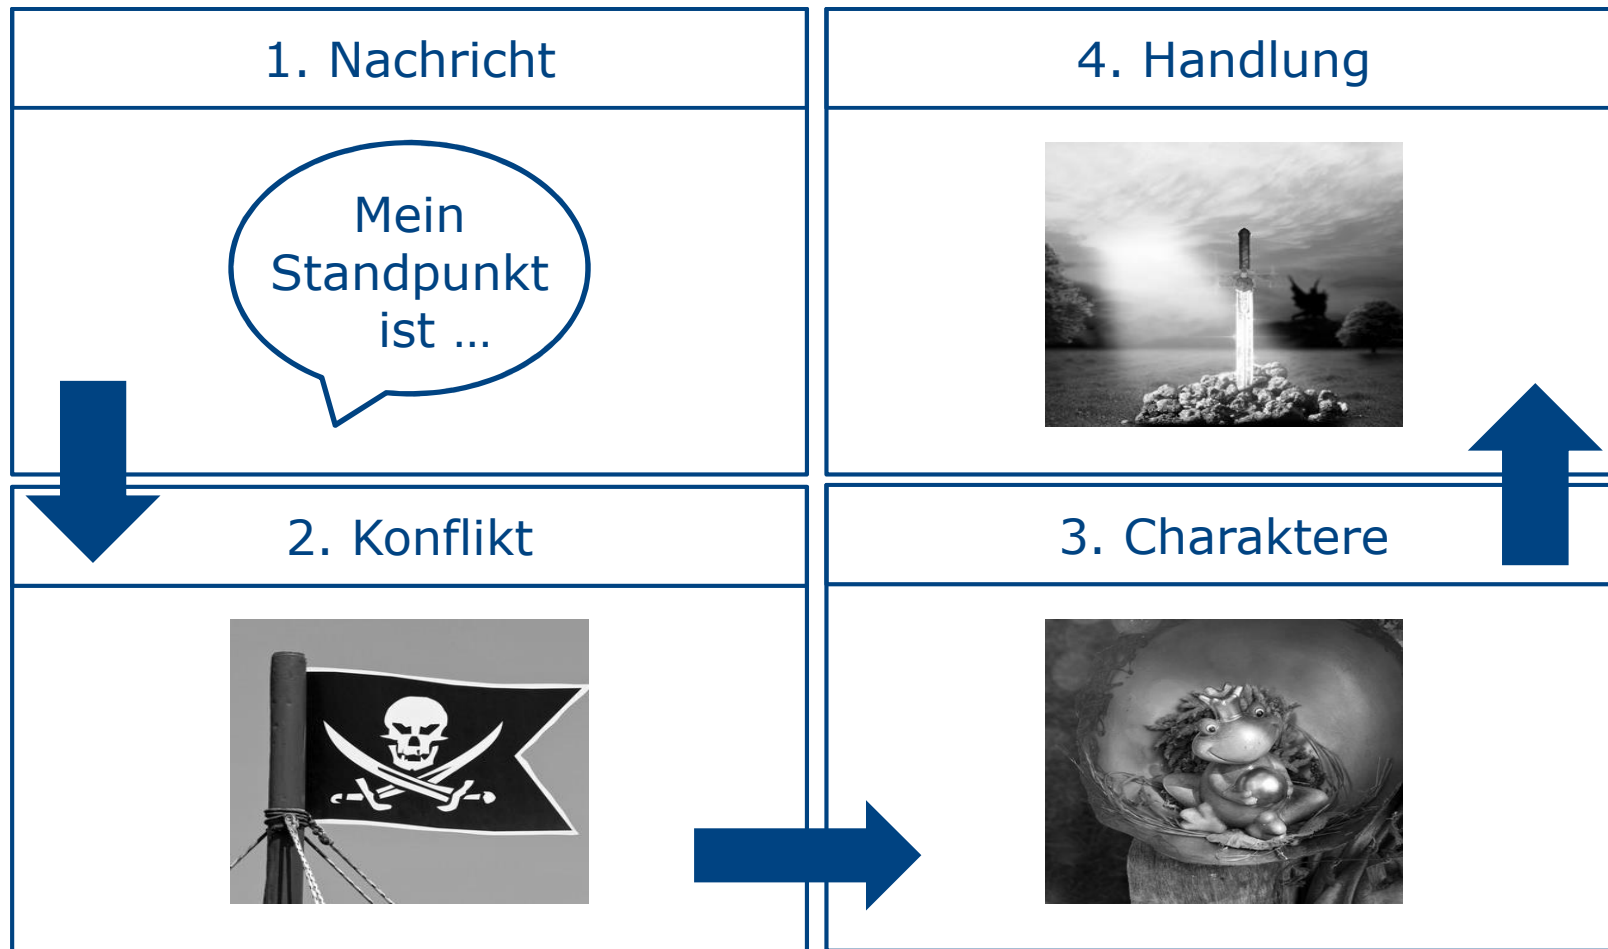 1. Nachricht
Mein
Standpunkt
ist ...
2. Konflikt
3. Charaktere
4. Handlung